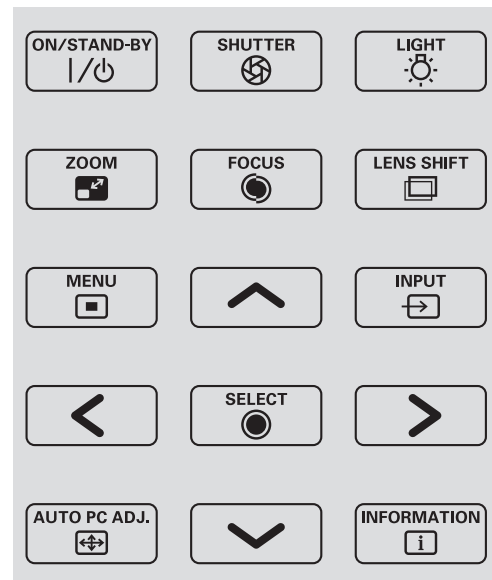 ON/STAND-BY
SHUTTER
LIGHT
ZOOM
FOCUS
LENS SHIFT
MENU
INPUT
SELECT
AUTO PC ADJ.
INFORMATION
i